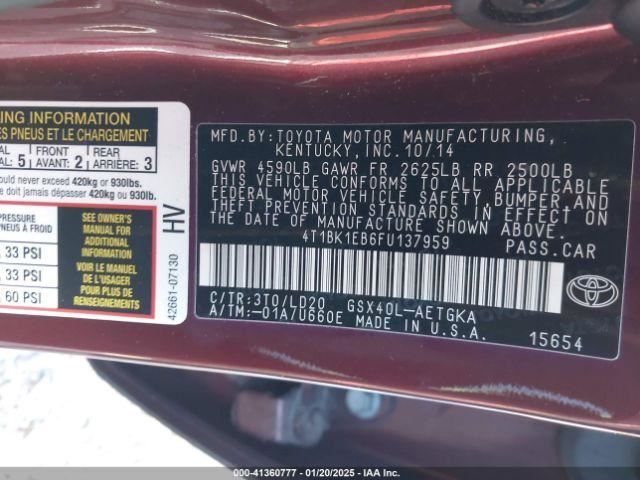 ING INFORMATION
ES PNEUS ET LE CHARGEMENT
AL: 5 FRONT AVANT: 2 REAR ARRIÈRE: 3
ould never exceed 420kg or 930lbs.
e doit jamais dépasser 420kg ou 930lb.
PRESSURE
PNEUS À FROID
33 PSI
33 PSI
60 PSI
SEE OWNER'S
MANUAL FOR
ADDITIONAL
INFORMATION
VOIR LE MANUEL
DE L'USAGER
POUR PLUS DE
RENSEIGNEMENTS
HV
42661-07130
MFD.BY:TOYOTA MOTOR MANUFACTURING,
KENTUCKY, INC. 10/14
GVWR 4590LB GAWR FR 2625LB RR 2500LB
THIS VEHICLE CONFORMS TO ALL APPLICABLE
FEDERAL MOTOR VEHICLE SAFETY,BUMPER,AND
THEFT PREVENTION STANDARDS IN EFFECT ON
THE DATE OF MANUFACTURE SHOWN ABOVE.
4T1BK1EB6FU137959 PASS.CAR
C/TR:3T0/LD20 GSX40L-AETGKA
A/TM:-01A/U660E MADE IN U.S.A.
15654
000-41360777 - 01/20/2025 - IAA Inc.